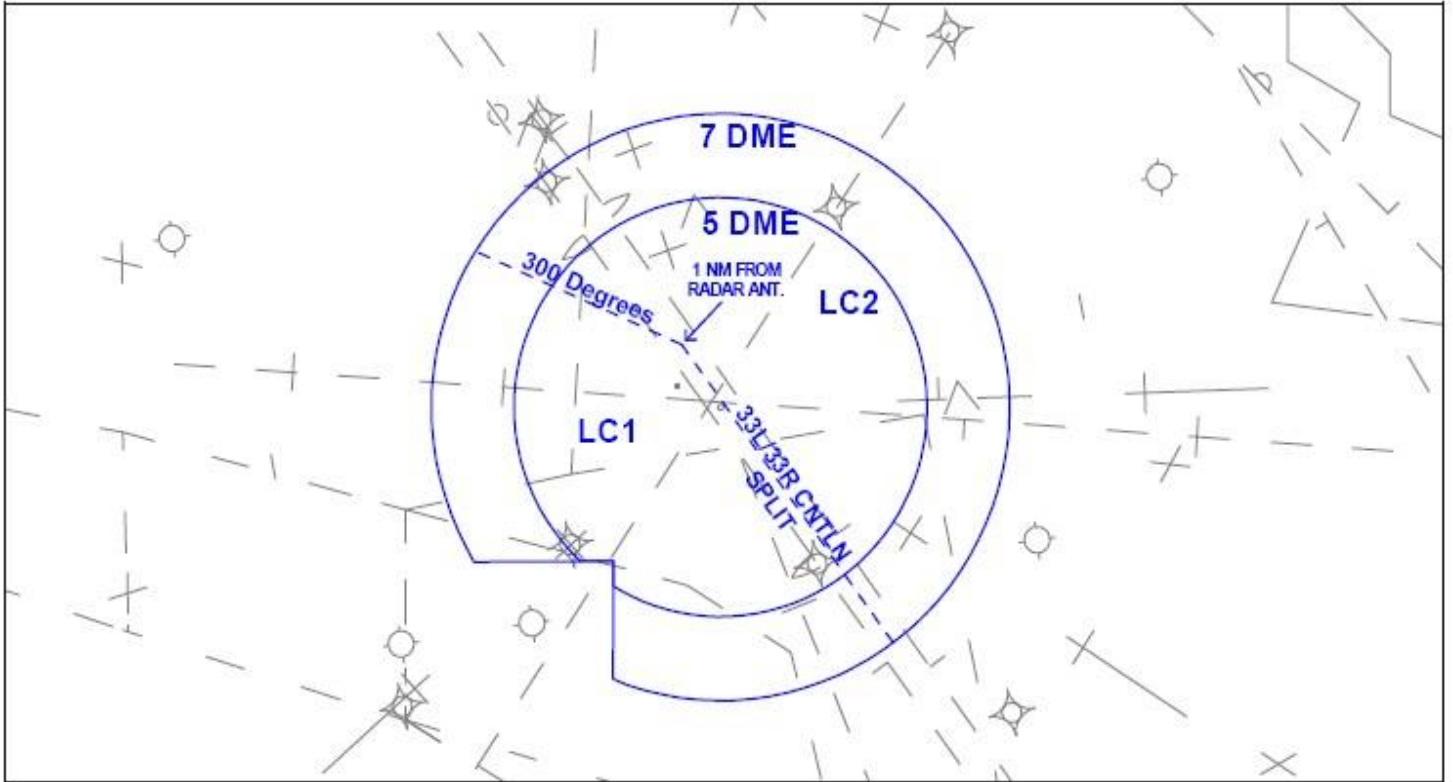 7 DME
5 DME
300 Degrees
1 NM FROM
RADAR ANT.
LC2
LC1
33L/33R CNTLN
SPLIT